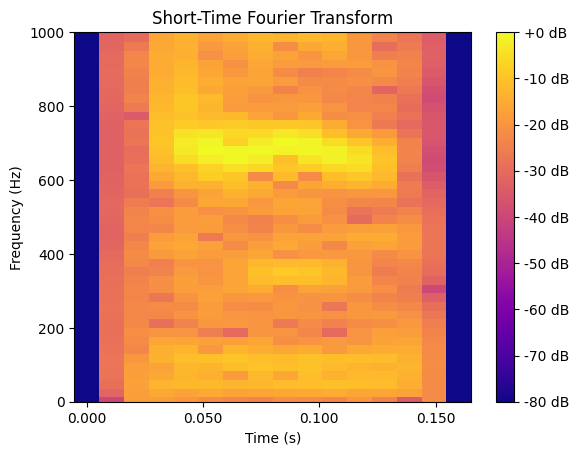 Short-Time Fourier Transform
1000
800
600
400
200
0
Frequency (Hz)
0.000
0.050
0.100
0.150
Time (s)
+0 dB
-10 dB
-20 dB
-30 dB
-40 dB
-50 dB
-60 dB
-70 dB
-80 dB